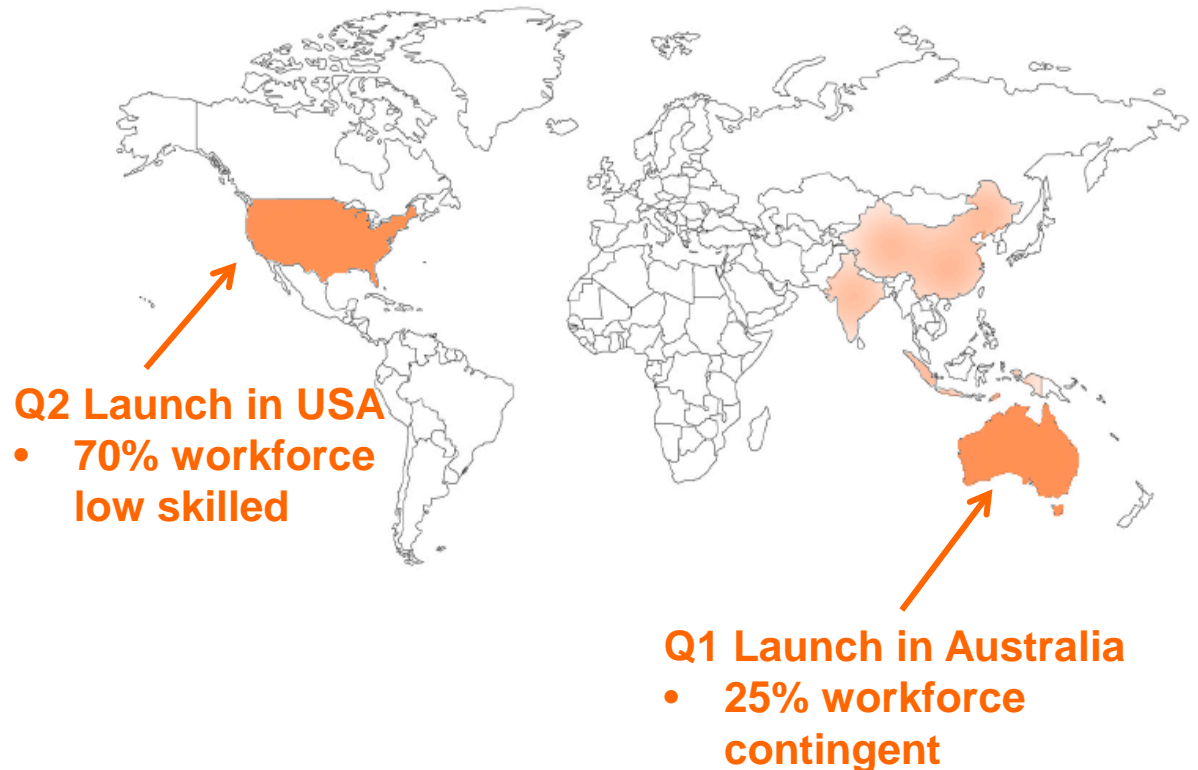 Q2 Launch in USA
• 70% workforce
low skilled
Q1 Launch in Australia
• 25% workforce
contingent